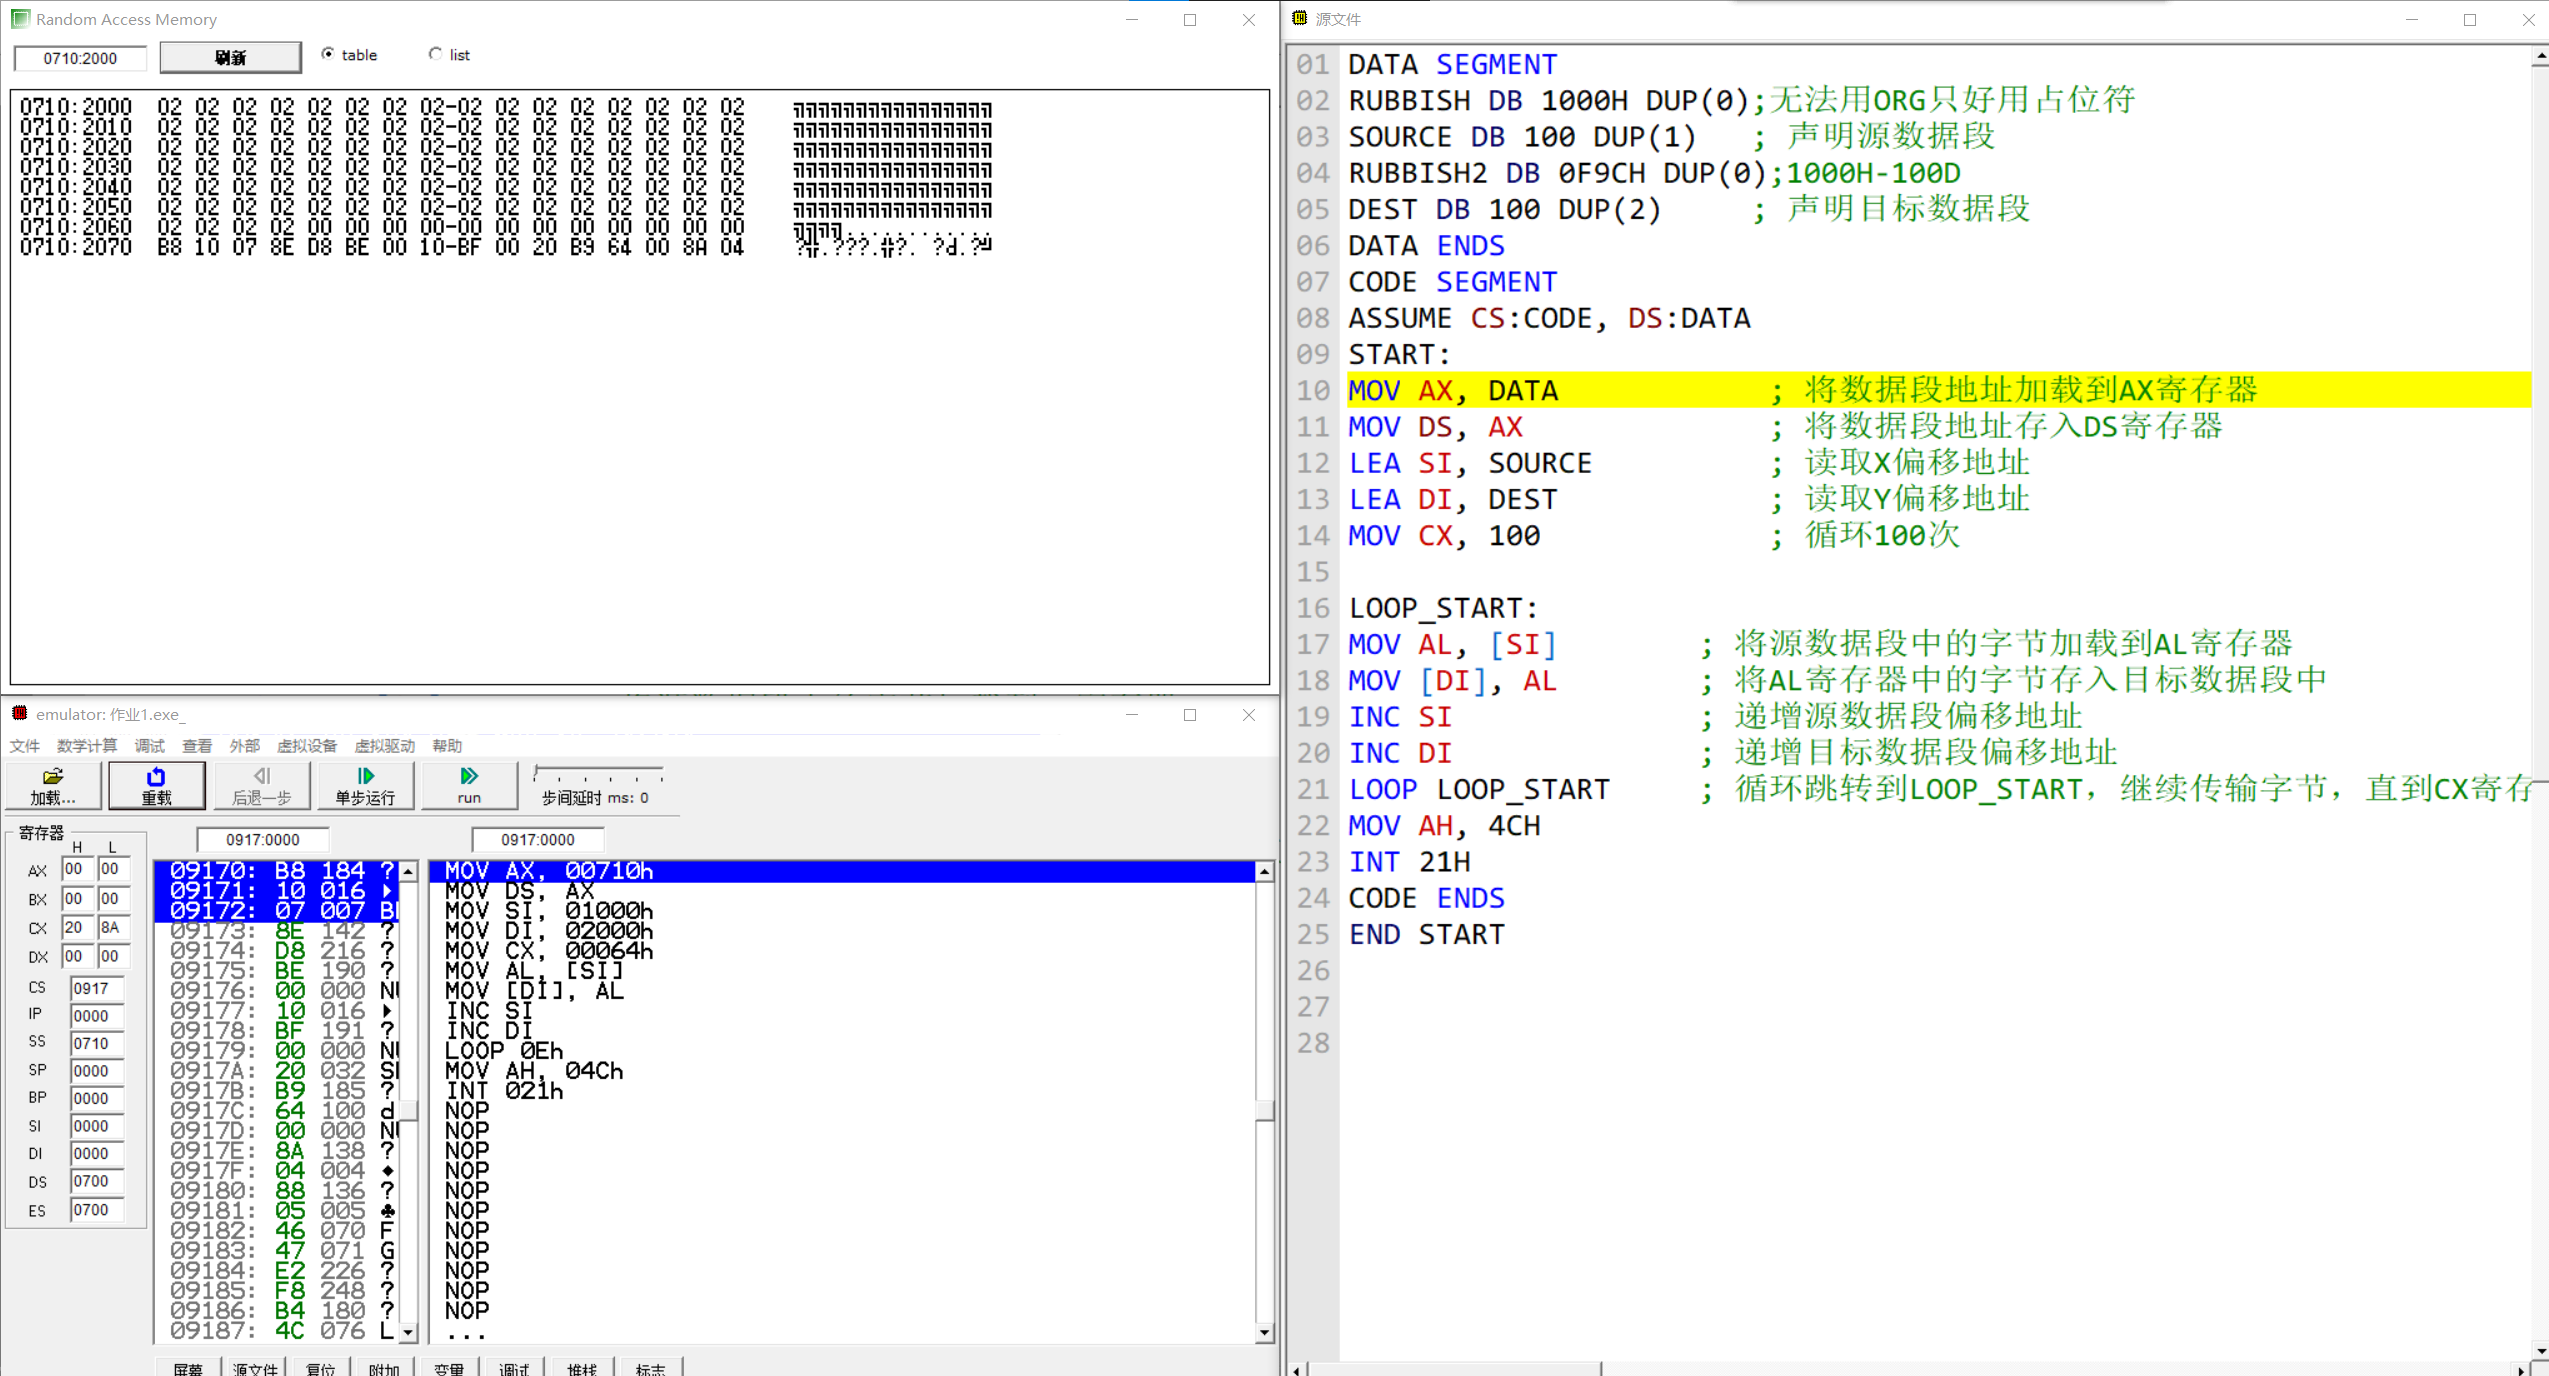 Random Access Memory
0710:2000 刷新 table list
0710:2000 02 02 02 02 02 02 02 02-02 02 02 02 02 02 02 02
0710:2010 02 02 02 02 02 02 02 02-02 02 02 02 02 02 02 02
0710:2020 02 02 02 02 02 02 02 02-02 02 02 02 02 02 02 02
0710:2030 02 02 02 02 02 02 02 02-02 02 02 02 02 02 02 02
0710:2040 02 02 02 02 02 02 02 02-02 02 02 02 02 02 02 02
0710:2050 02 02 02 02 02 02 02 02-02 02 02 02 02 02 02 02
0710:2060 02 02 02 02 00 00 00 00-00 00 00 00 00 00 00 00
0710:2070 B8 10 07 8E D8 BE 00 10-BF 00 20 B9 64 00 8A 04
emulator: 作业1.exe_
文件 数学计算 调试 查看 外部 虚拟设备 虚拟驱动 帮助
加载... 重载 后退一步 单步运行 run 步间延时 ms: 0
寄存器
H L
AX 00 00
BX 00 00
CX 20 8A
DX 00 00
CS 0917
IP 0000
SS 0710
SP 0000
BP 0000
SI 0000
DI 0000
DS 0700
ES 0700
0917:0000
09170: B8 184 ?
09171: 10 016
09172: 07 007
09173: 8E 142 ?
09174: D8 216 ?
09175: BE 190 ?
09176: 00 000
09177: 10 016
09178: BF 191 ?
09179: 00 000
0917A: 20 032
0917B: B9 185 ?
0917C: 64 100 d
0917D: 00 000
0917E: 8A 138 ?
0917F: 04 004 ♦
09180: 88 136 ?
09181: 05 005 ♣
09182: 46 070 F
09183: 47 071 G
09184: E2 226 ?
09185: F8 248 ?
09186: B4 180 ?
09187: 4C 076 L
0917:0000
MOV AX, 00710h
MOV DS, AX
MOV SI, 01000h
MOV DI, 02000h
MOV CX, 00064h
MOV AL, [SI]
MOV [DI], AL
INC SI
INC DI
LOOP 0Eh
MOV AH, 04Ch
INT 021h
NOP
NOP
NOP
NOP
NOP
NOP
NOP
NOP
NOP
NOP
NOP
...
屏幕 源文件 复位 附加 变量 调试 堆栈 标志
源文件
01 DATA SEGMENT
02 RUBBISH DB 1000H DUP(0);无法用ORG只好用占位符
03 SOURCE DB 100 DUP(1) ; 声明源数据段
04 RUBBISH2 DB 0F9CH DUP(0);1000H-100D
05 DEST DB 100 DUP(2) ; 声明目标数据段
06 DATA ENDS
07 CODE SEGMENT
08 ASSUME CS:CODE, DS:DATA
09 START:
10 MOV AX, DATA ; 将数据段地址加载到AX寄存器
11 MOV DS, AX ; 将数据段地址存入DS寄存器
12 LEA SI, SOURCE ; 读取X偏移地址
13 LEA DI, DEST ; 读取Y偏移地址
14 MOV CX, 100 ; 循环100次
15
16 LOOP_START:
17 MOV AL, [SI] ; 将源数据段中的字节加载到AL寄存器
18 MOV [DI], AL ; 将AL寄存器中的字节存入目标数据段中
19 INC SI ; 递增源数据段偏移地址
20 INC DI ; 递增目标数据段偏移地址
21 LOOP LOOP_START ; 循环跳转到LOOP_START，继续传输字节，直到CX寄存
22 MOV AH, 4CH
23 INT 21H
24 CODE ENDS
25 END START
26
27
28